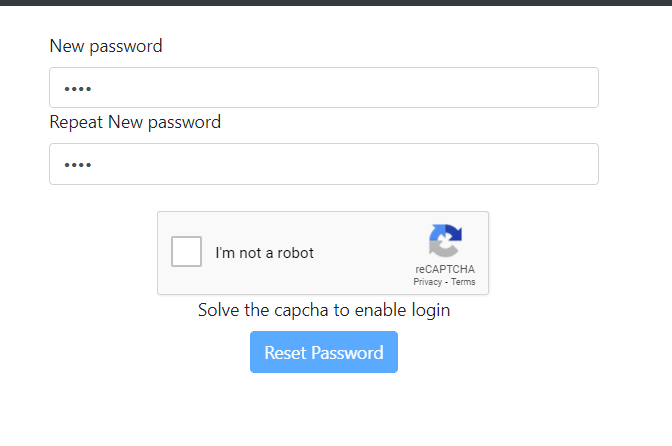 New password
••••
Repeat New password
••••
I'm not a robot
reCAPTCHA
Privacy - Terms
Solve the capcha to enable login
Reset Password